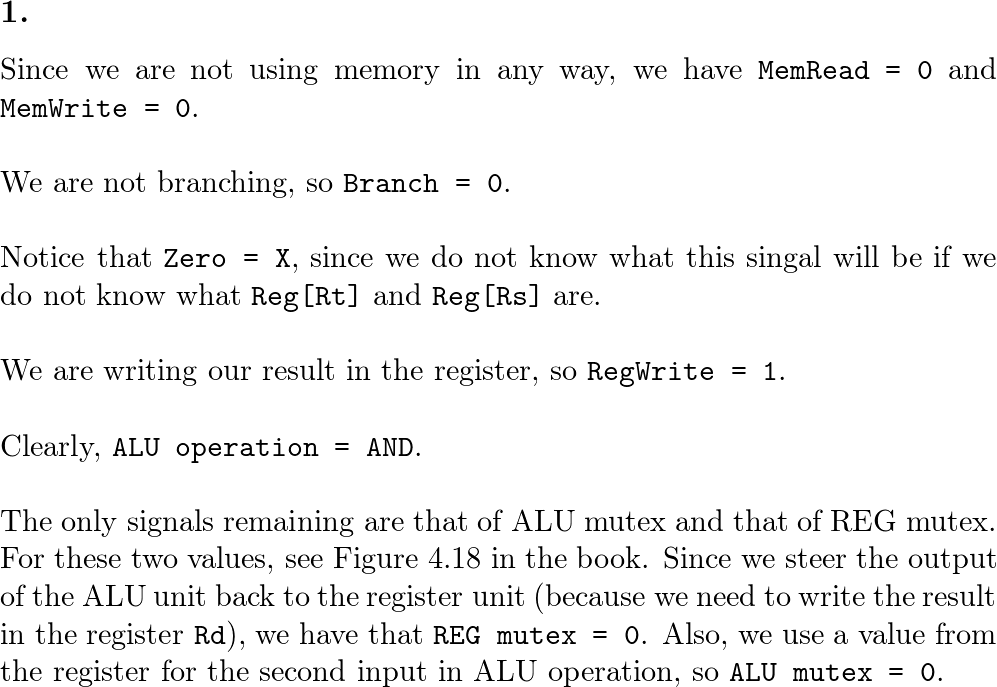 1.
Since we are not using memory in any way, we have MemRead = 0 and
MemWrite = 0.
We are not branching, so Branch = 0.
Notice that Zero = X, since we do not know what this singal will be if we
do not know what Reg[Rt] and Reg[Rs] are.
We are writing our result in the register, so RegWrite = 1.
Clearly, ALU operation = AND.
The only signals remaining are that of ALU mutex and that of REG mutex.
For these two values, see Figure 4.18 in the book. Since we steer the output
of the ALU unit back to the register unit (because we need to write the result
in the register Rd), we have that REG mutex = 0. Also, we use a value from
the register for the second input in ALU operation, so ALU mutex = 0.